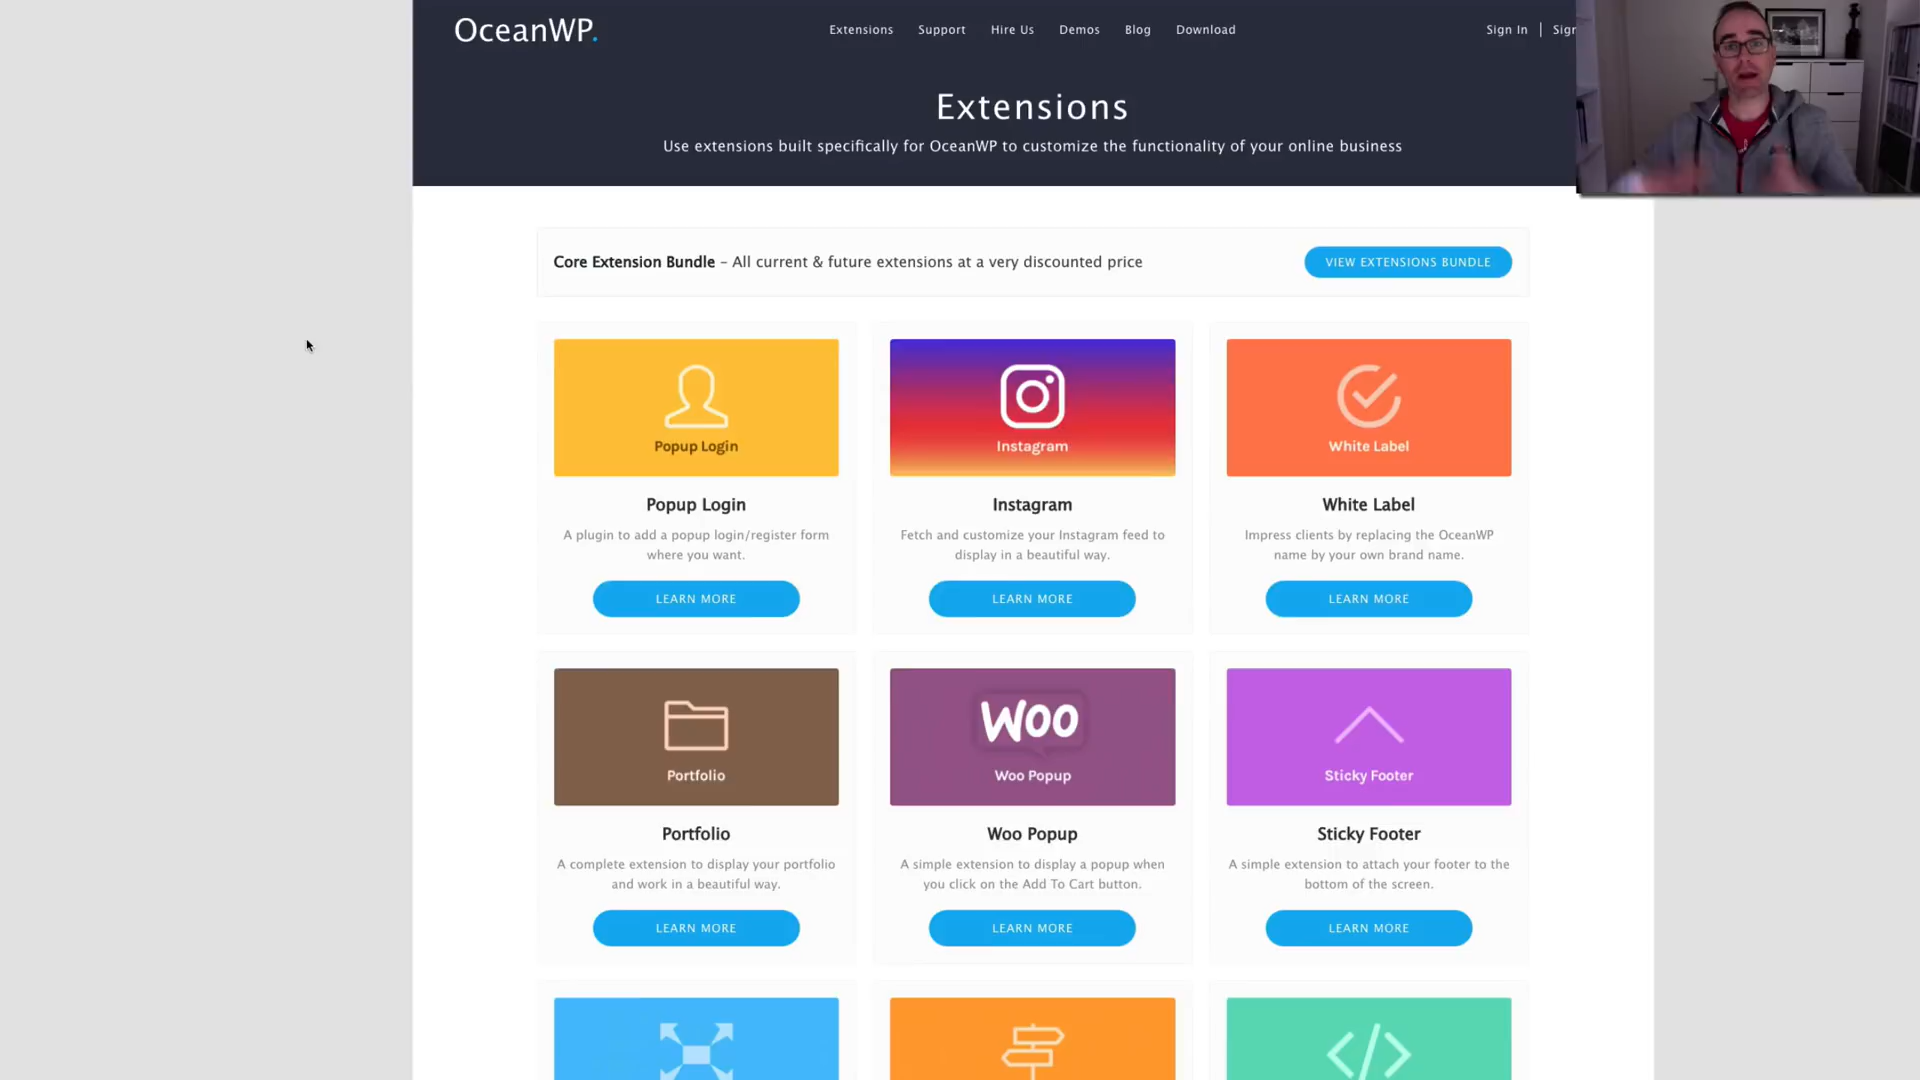 OceanWP.
Extensions Support Hire Us Demos Blog Download
Sign In | Sig
Extensions
Use extensions built specifically for OceanWP to customize the functionality of your online business
Core Extension Bundle – All current & future extensions at a very discounted price
VIEW EXTENSIONS BUNDLE
Popup Login
Popup Login
A plugin to add a popup login/register form
where you want.
LEARN MORE
Instagram
Instagram
Fetch and customize your Instagram feed to
display in a beautiful way.
LEARN MORE
White Label
White Label
Impress clients by replacing the OceanWP
name by your own brand name.
LEARN MORE
Portfolio
Portfolio
A complete extension to display your portfolio
and work in a beautiful way.
LEARN MORE
Woo
Woo Popup
Woo Popup
A simple extension to display a popup when
you click on the Add To Cart button.
LEARN MORE
Sticky Footer
Sticky Footer
A simple extension to attach your footer to the
bottom of the screen.
LEARN MORE